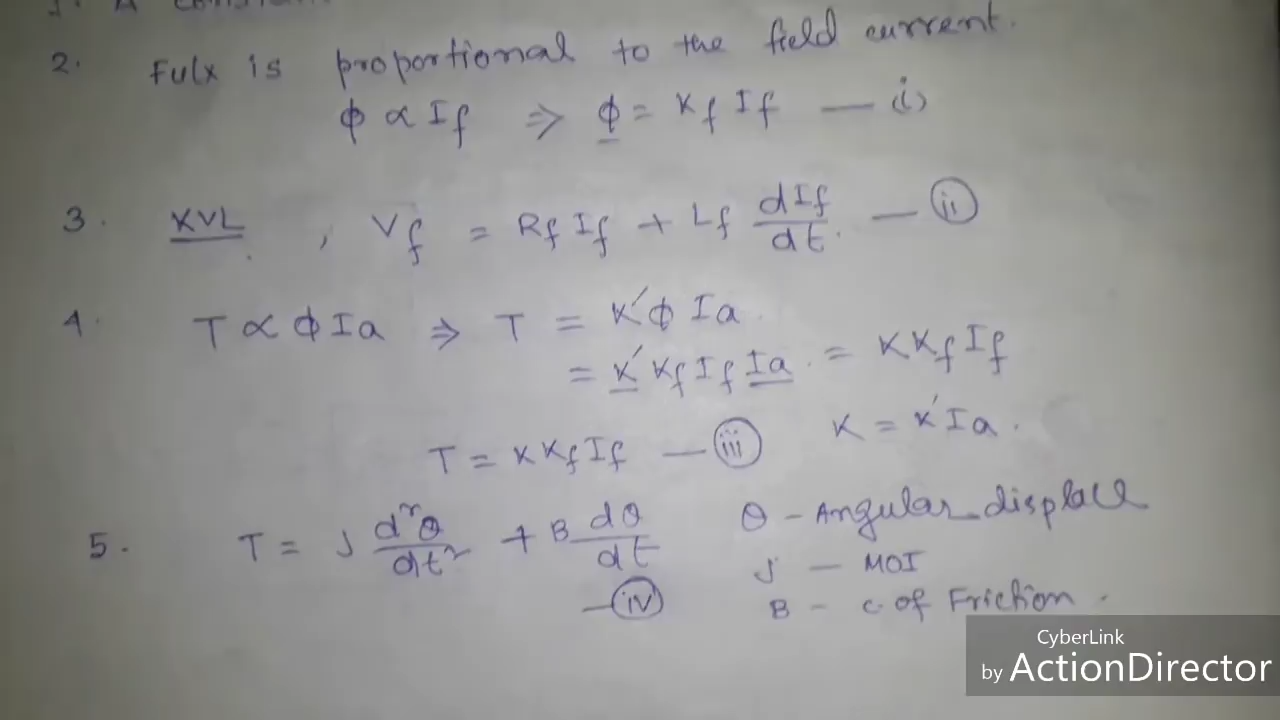 1. A constant
2. Fulx is proportional to the field current.
ϕ ∝ If ⇒ ϕ = Kf If — (i)
3. KVL, Vf = Rf If + Lf dIf/dt. — (ii)
4. T ∝ ϕ Ia ⇒ T = K′ ϕ Ia
= K′ Kf If Ia. = K Kf If
T = K Kf If — (iii) K = K′ Ia.
5. T = J d²θ/dt² + B dθ/dt θ - Angular displace
J — MOI
— (iv) B - c. of Friction.
CyberLink
by ActionDirector